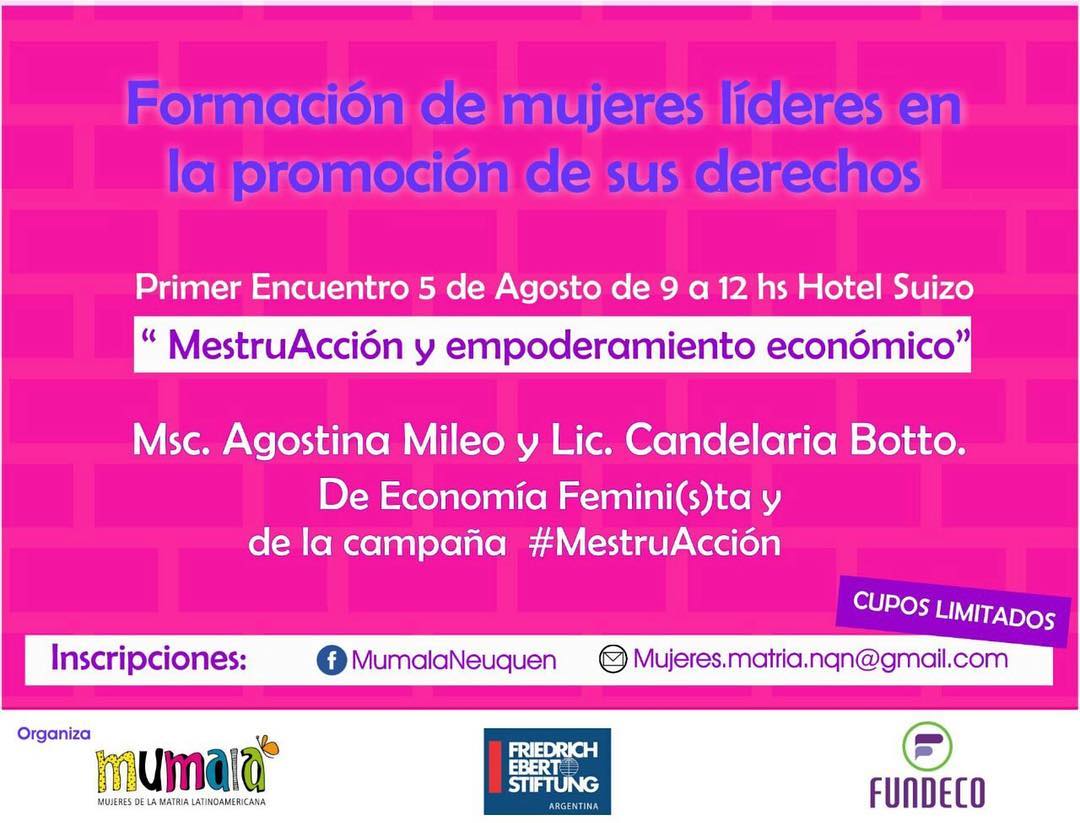 Formación de mujeres líderes en
la promoción de sus derechos
Primer Encuentro 5 de Agosto de 9 a 12 hs Hotel Suizo
“ MestruAcción y empoderamiento económico”
Msc. Agostina Mileo y Lic. Candelaria Botto.
De Economía Femini(s)ta y
de la campaña #MestruAcción
CUPOS LIMITADOS
Inscripciones: f MumalaNeuquen Mujeres.matria.nqn@gmail.com
Organiza
mumala
MUJERES DE LA MATRIA LATINOAMERICANA
FRIEDRICH
EBERT
STIFTUNG
ARGENTINA
FUNDECO